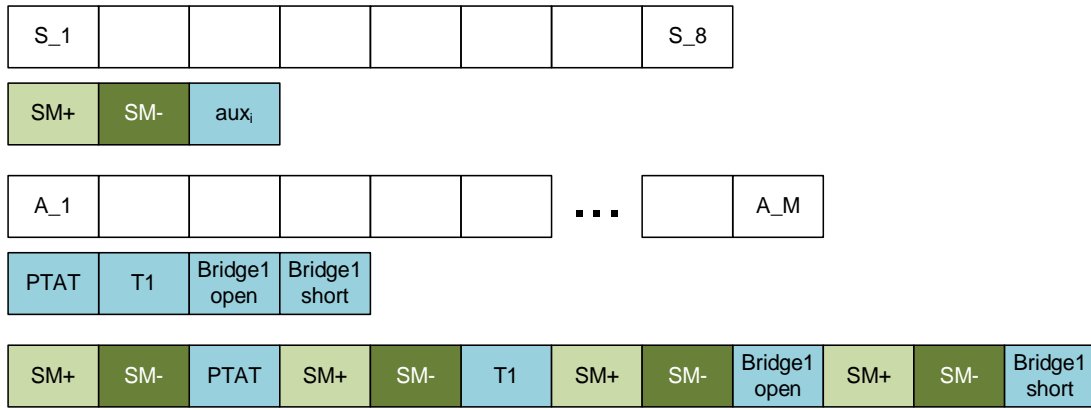 S_1 S_8
SM+ SM- auxᵢ
A_1 ... A_M
PTAT T1 Bridge1 open Bridge1 short
SM+ SM- PTAT SM+ SM- T1 SM+ SM- Bridge1 open SM+ SM- Bridge1 short